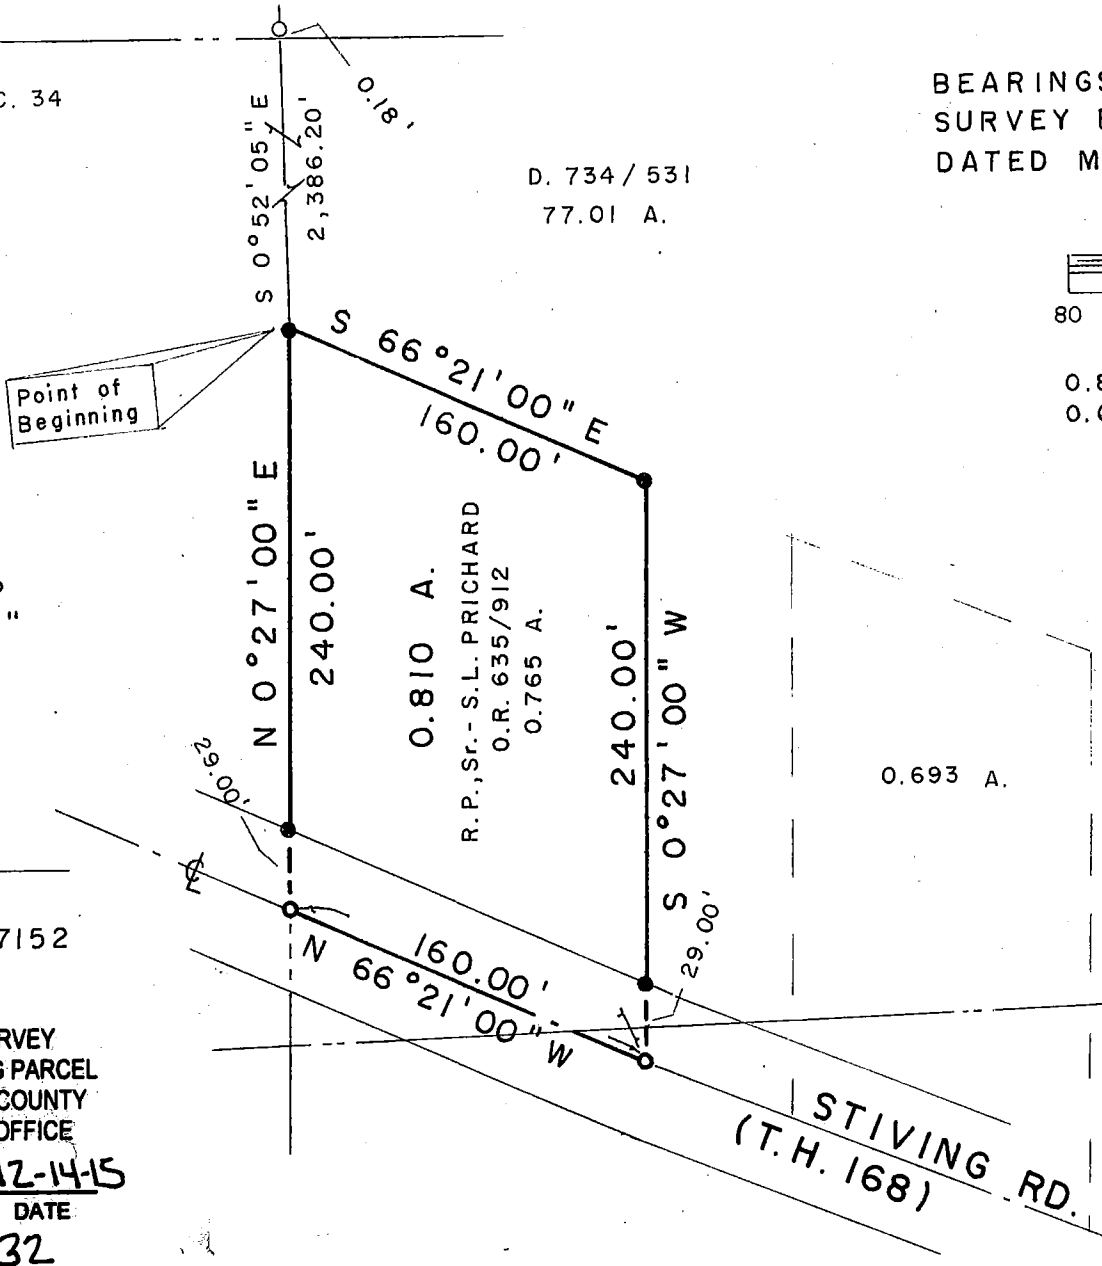 C. 34
S 0°52'05" E
2,386.20'
0.18'
D. 734/531
77.01 A.
BEARINGS
SURVEY
DATED M
80
Point of
Beginning
S 66°21'00" E
160.00'
N 0°27'00" E
240.00'
0.810 A.
R.P.,Sr.- S.L. PRICHARD
O.R. 635/912
0.765 A.
240.00'
S 0°27'00" W
0.693 A.
29.00'
29.00'
160.00'
N 66°21'00" W
7152
RVEY
PARCEL
COUNTY
OFFICE
12-14-15
DATE
32
STIVING RD.
(T.H. 168)